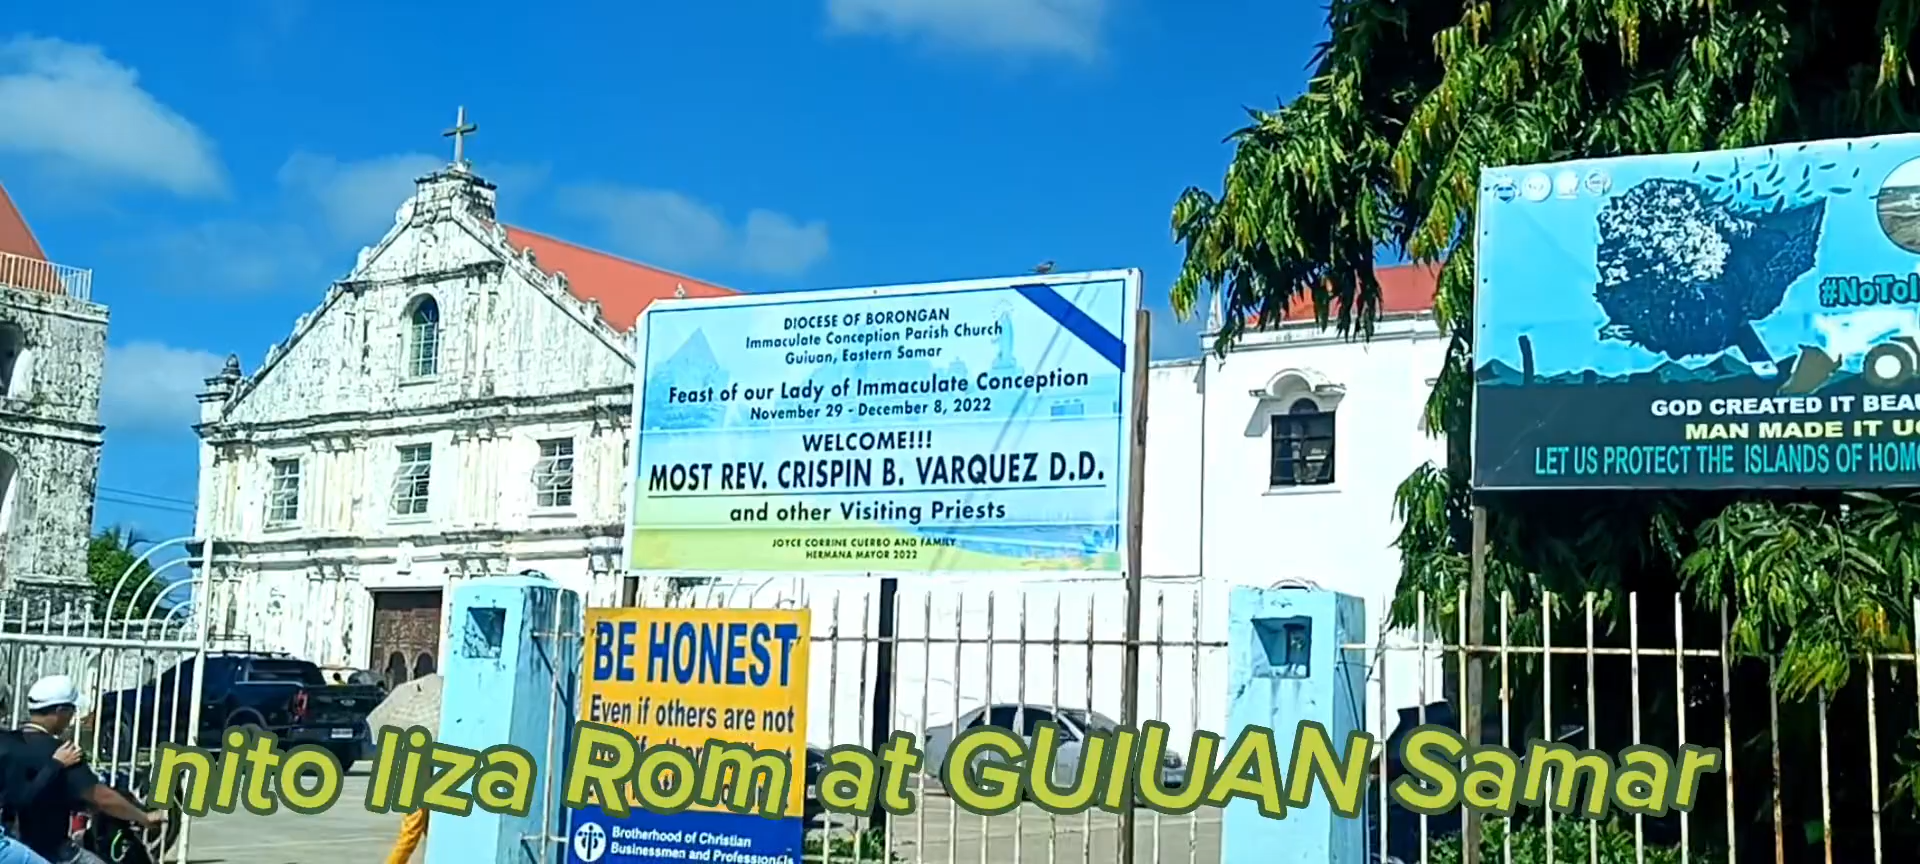 DIOCESE OF BORONGAN
Immaculate Conception Parish Church
Guiuan, Eastern Samar
Feast of our Lady of Immaculate Conception
November 29 - December 8, 2022
WELCOME!!!
MOST REV. CRISPIN B. VARQUEZ D.D.
and other Visiting Priests
JOYCE CORRINE CUERBO AND FAMILY
HERMANA MAYOR 2022
#NoTo
GOD CREATED IT BEAU
MAN MADE IT UG
LET US PROTECT THE ISLANDS OF HOMO
"BE HONEST"
Even if others are not
nito liza Rom at GUIUAN Samar
Brotherhood of Christian
Businessmen and Professionals